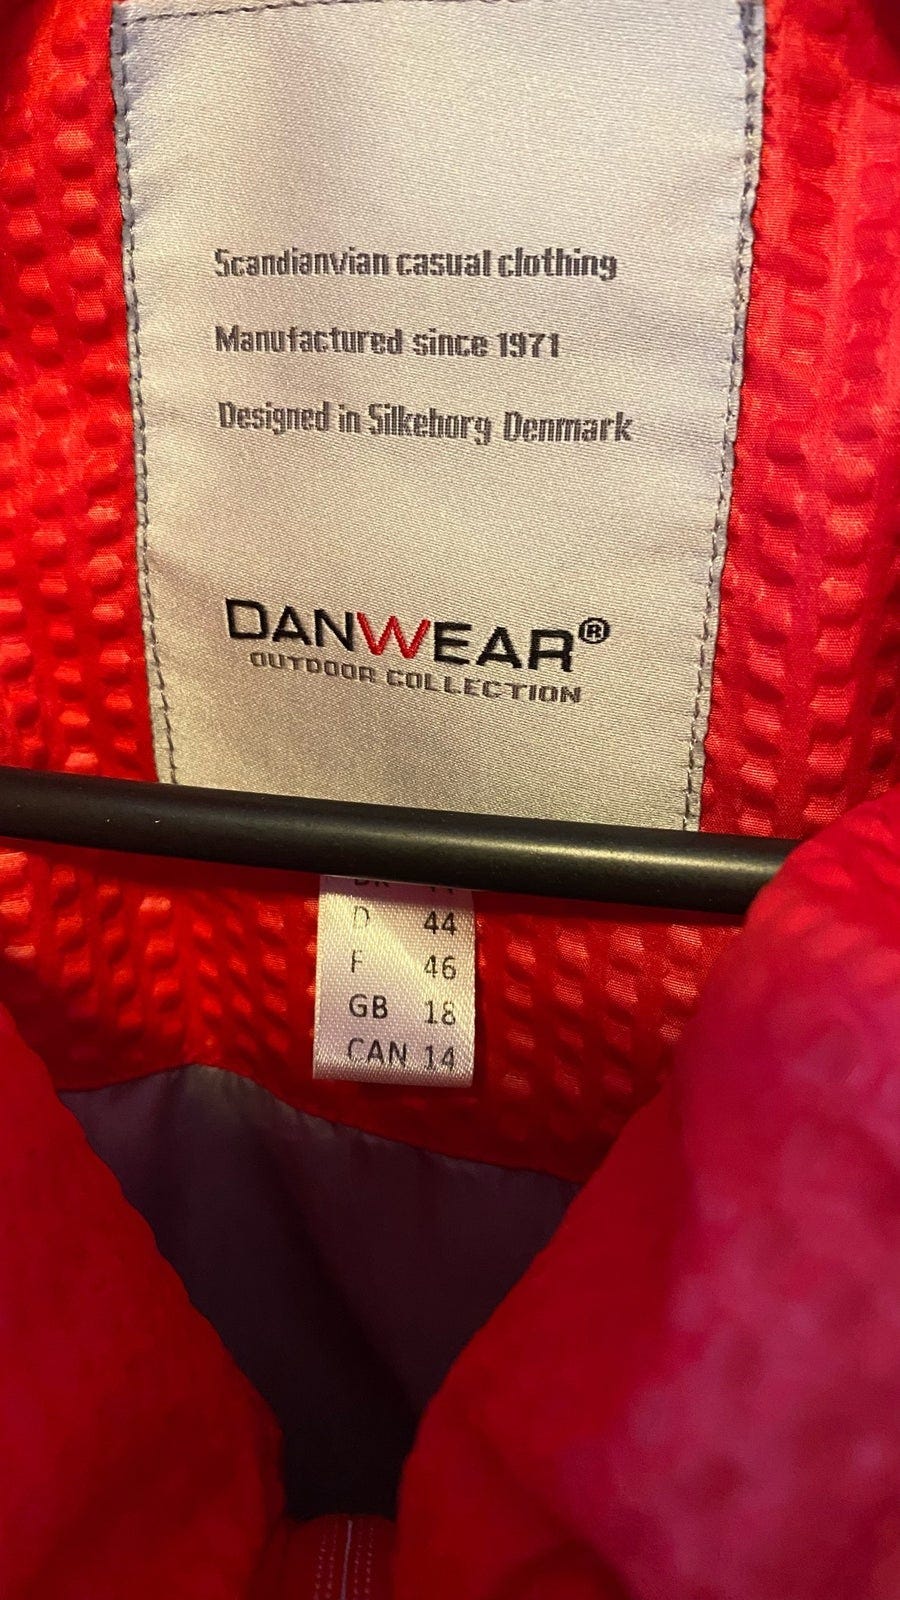 Scandianvian casual clothing
Manufactured since 1971
Designed in Silkeborg Denmark
DANWEAR®
OUTDOOR COLLECTION
D 44
F 46
GB 18
CAN 14